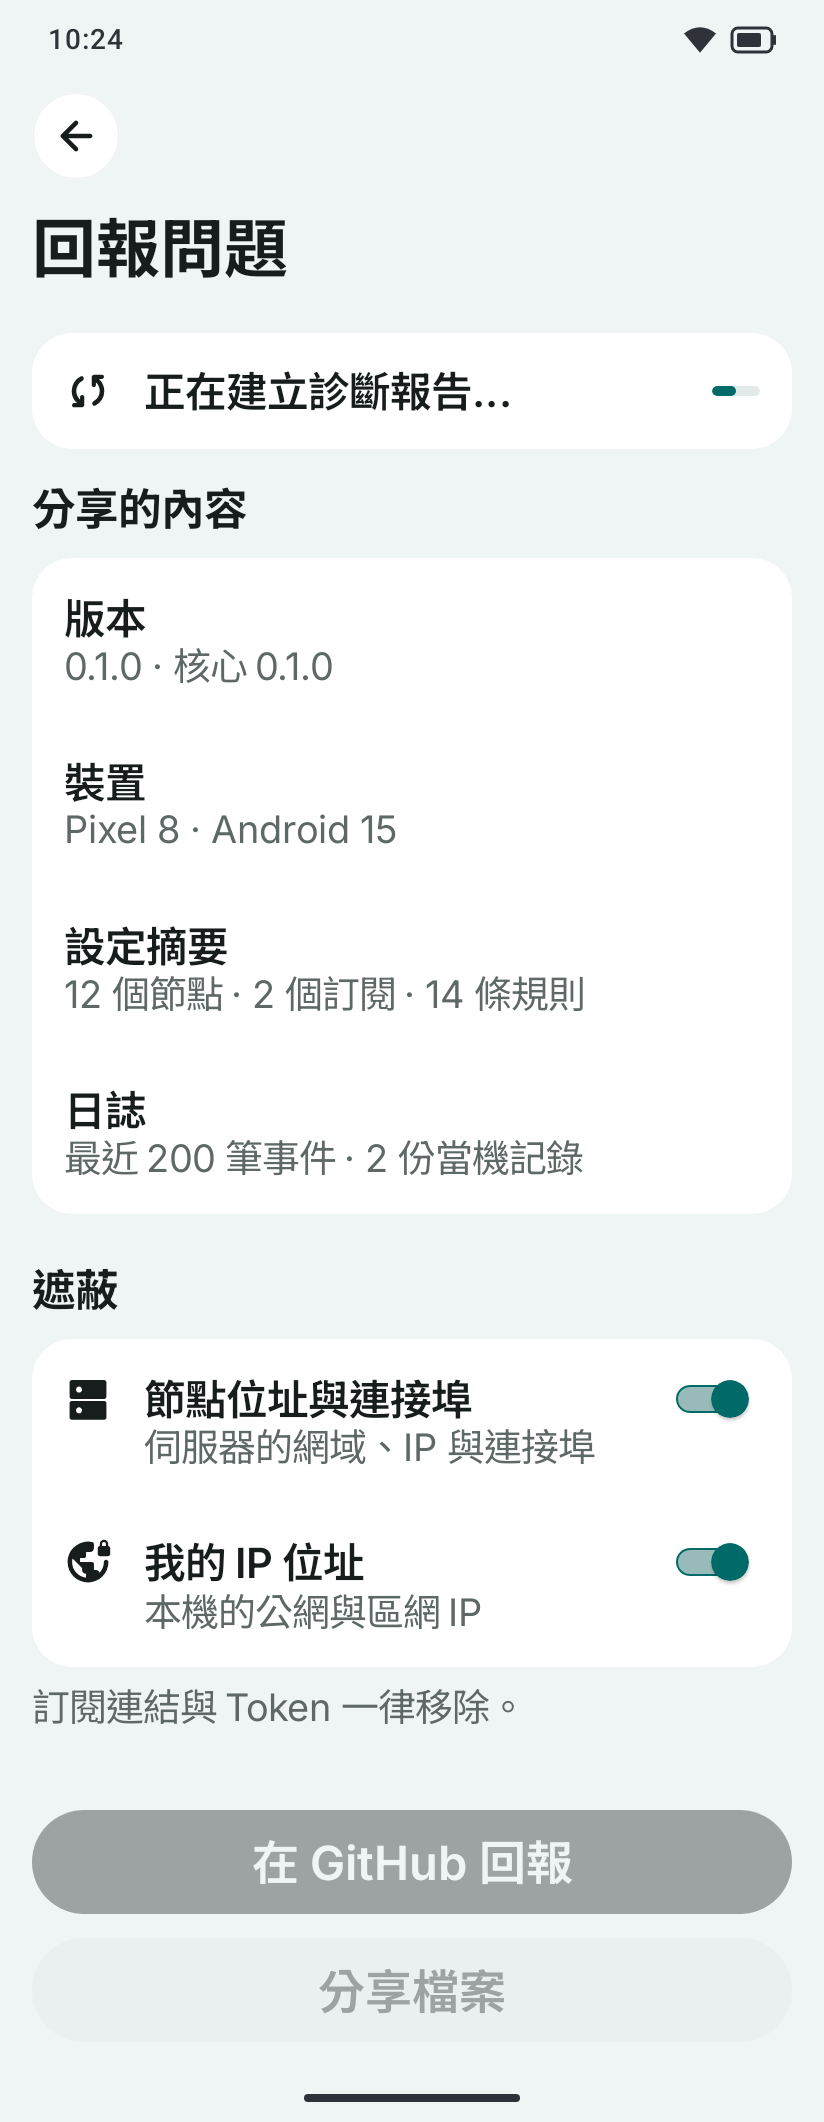 10:24
回報問題
正在建立診斷報告...
分享的內容
版本
0.1.0 · 核心 0.1.0
裝置
Pixel 8 · Android 15
設定摘要
12 個節點 · 2 個訂閱 · 14 條規則
日誌
最近 200 筆事件 · 2 份當機記錄
遮蔽
節點位址與連接埠
伺服器的網域、IP 與連接埠
我的 IP 位址
本機的公網與區網 IP
訂閱連結與 Token 一律移除。
在 GitHub 回報
分享檔案